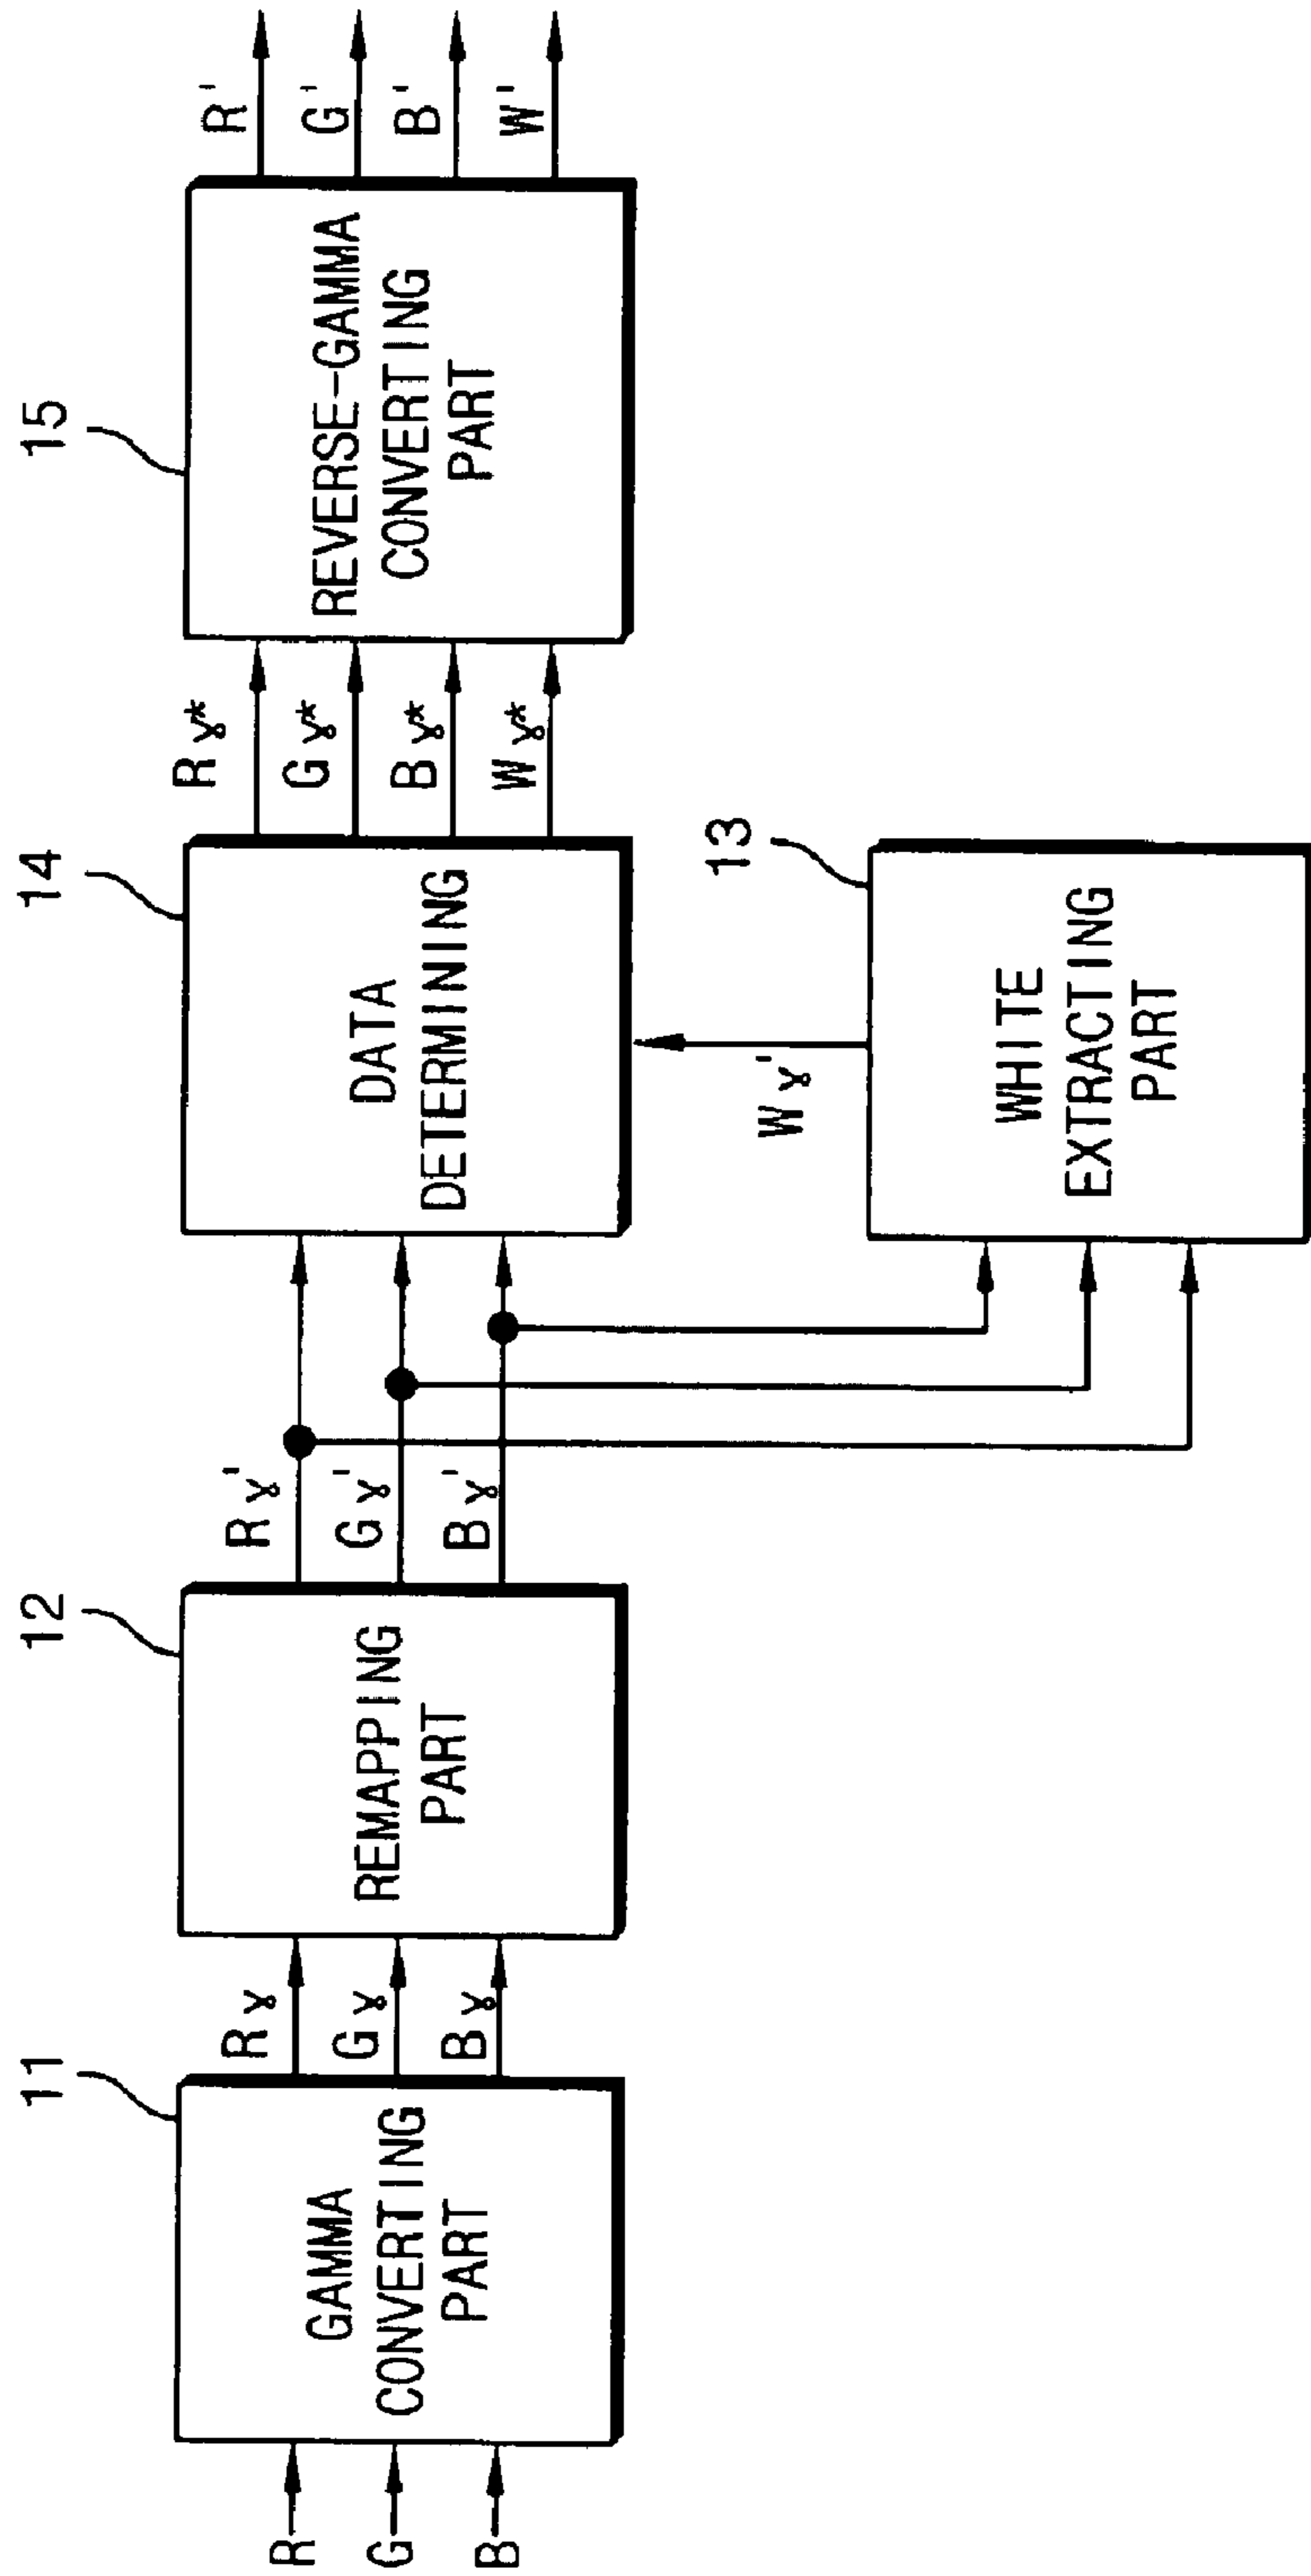 11
12
14
15
13
R
G
B
GAMMA
CONVERTING
PART
Rγ
Gγ
Bγ
REMAPPING
PART
Rγ'
Gγ'
Bγ'
DATA
DETERMINING
Wγ'
WHITE
EXTRACTING
PART
Rγ*
Gγ*
Bγ*
Wγ*
REVERSE-GAMMA
CONVERTING
PART
R'
G'
B'
W'